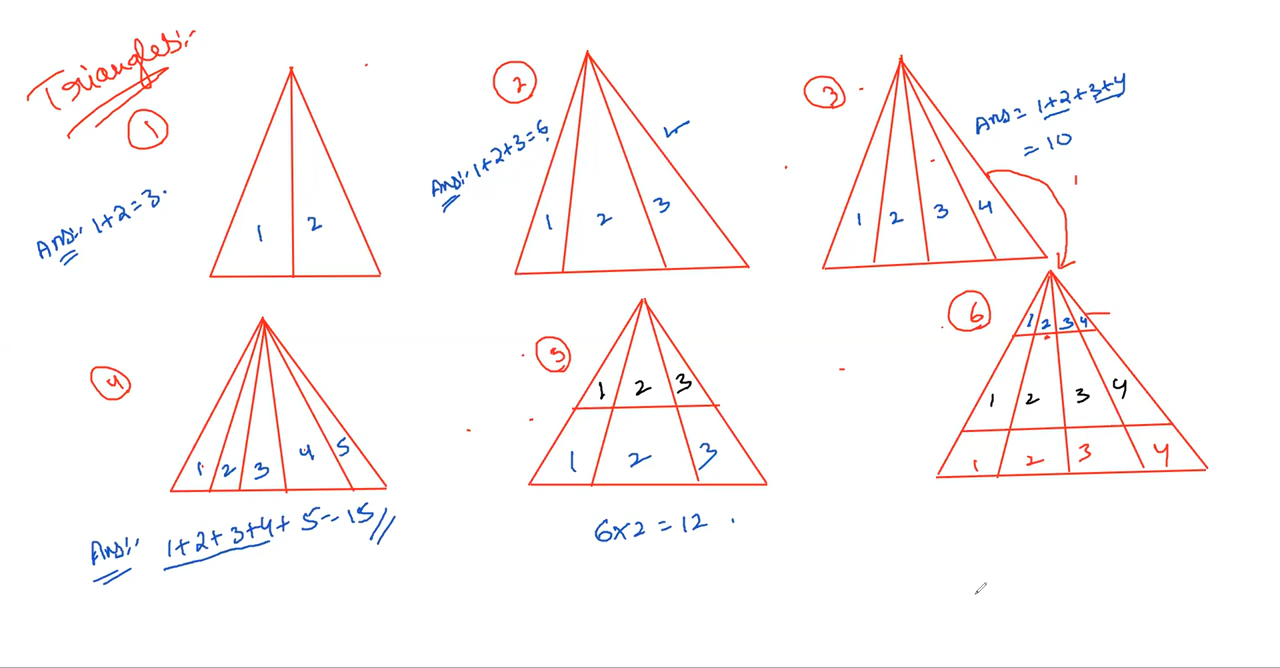 Triangles:-
1
Ans:- 1+2=3.
1 2
2
Ans:- 1+2+3=6
1 2 3
3
Ans = 1+2+3+4
= 10
1 2 3 4
4
1 2 3 4 5
Ans:- 1+2+3+4+5=15//
5
1 2 3
1 2 3
6x2=12.
6
1 2 3 4
1 2 3 4
1 2 3 4